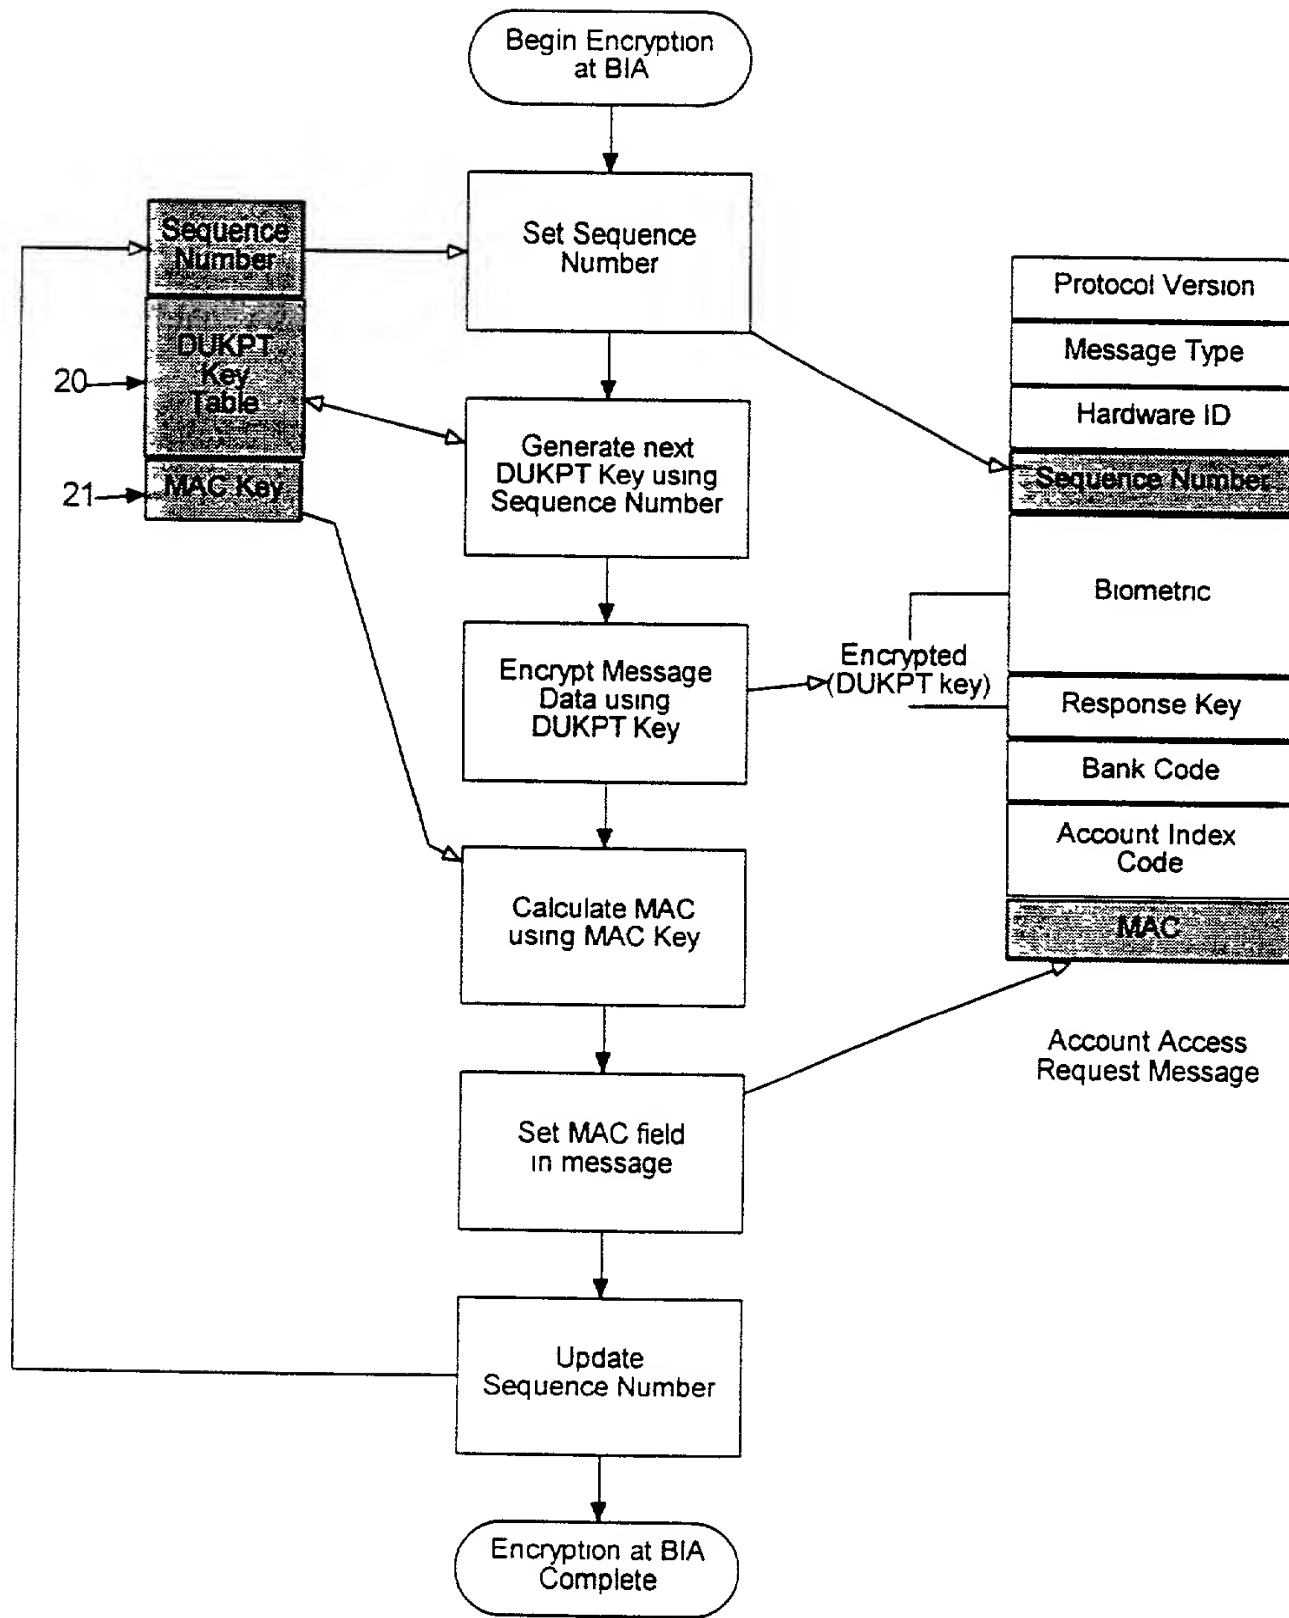 Begin Encryption
at BIA
Sequence
Number
DUKPT
Key
Table
MAC Key
20
21
Set Sequence
Number
Generate next
DUKPT Key using
Sequence Number
Encrypt Message
Data using
DUKPT Key
Calculate MAC
using MAC Key
Set MAC field
in message
Update
Sequence Number
Encryption at BIA
Complete
Encrypted
(DUKPT key)
Protocol Version
Message Type
Hardware ID
Sequence Number
Biometric
Response Key
Bank Code
Account Index
Code
MAC
Account Access
Request Message